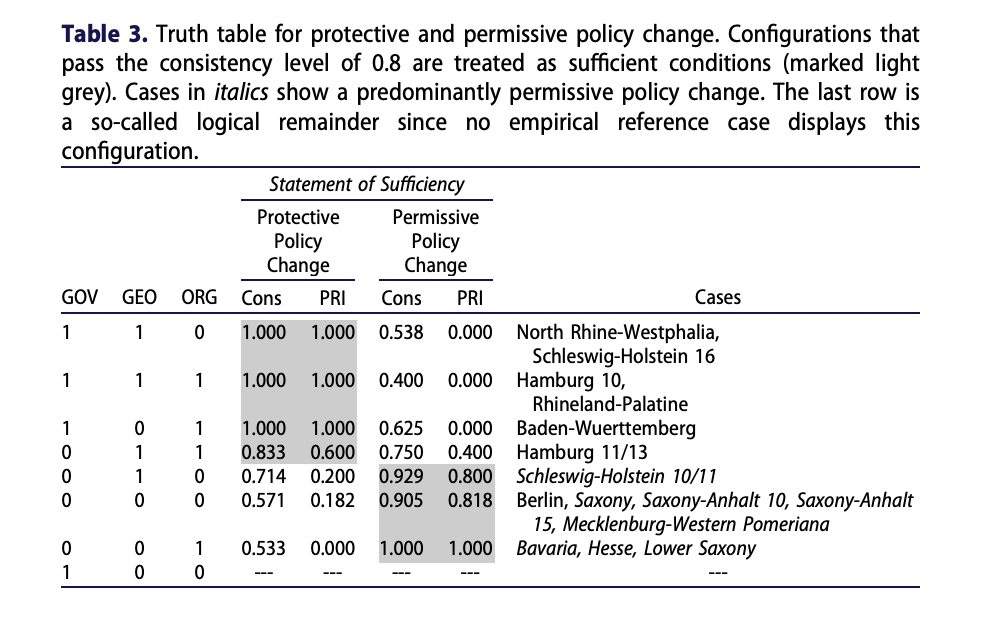 Table 3. Truth table for protective and permissive policy change. Configurations that
pass the consistency level of 0.8 are treated as sufficient conditions (marked light
grey). Cases in italics show a predominantly permissive policy change. The last row is
a so-called logical remainder since no empirical reference case displays this
configuration.
Statement of Sufficiency
Protective Policy Change
Permissive Policy Change
GOV GEO ORG Cons PRI Cons PRI Cases
1 1 0 1.000 1.000 0.538 0.000 North Rhine-Westphalia,
Schleswig-Holstein 16
1 1 1 1.000 1.000 0.400 0.000 Hamburg 10,
Rhineland-Palatine
1 0 1 1.000 1.000 0.625 0.000 Baden-Wuerttemberg
0 1 1 0.833 0.600 0.750 0.400 Hamburg 11/13
0 1 0 0.714 0.200 0.929 0.800 Schleswig-Holstein 10/11
0 0 0 0.571 0.182 0.905 0.818 Berlin, Saxony, Saxony-Anhalt 10, Saxony-Anhalt
15, Mecklenburg-Western Pomeriana
0 0 1 0.533 0.000 1.000 1.000 Bavaria, Hesse, Lower Saxony
1 0 0 --- --- --- --- ---